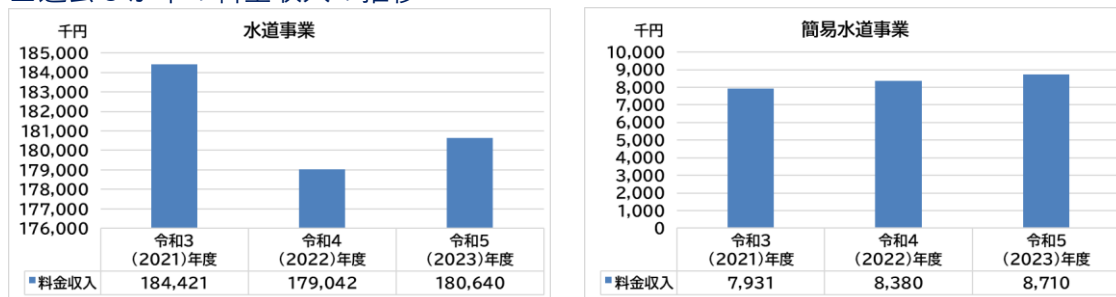 千円
水道事業
185,000
184,000
183,000
182,000
181,000
180,000
179,000
178,000
177,000
176,000
令和3
(2021)年度
令和4
(2022)年度
令和5
(2023)年度
料金収入 184,421 179,042 180,640
千円
簡易水道事業
10,000
9,000
8,000
7,000
6,000
5,000
4,000
3,000
2,000
1,000
0
令和3
(2021)年度
令和4
(2022)年度
令和5
(2023)年度
料金収入 7,931 8,380 8,710